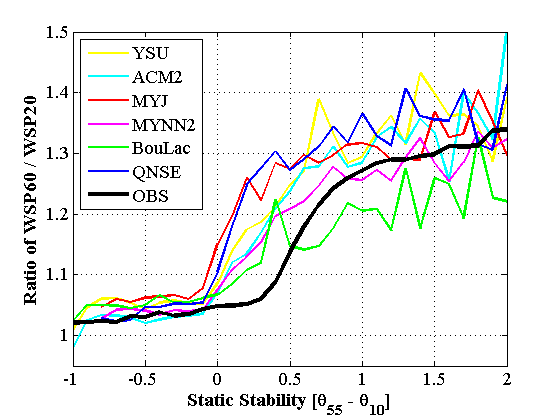 1.5
1.4
1.3
1.2
1.1
1
Ratio of WSP60 / WSP20
YSU
ACM2
MYJ
MYNN2
BouLac
QNSE
OBS
-1
-0.5
0
0.5
1
1.5
2
Static Stability [θ55 - θ10]